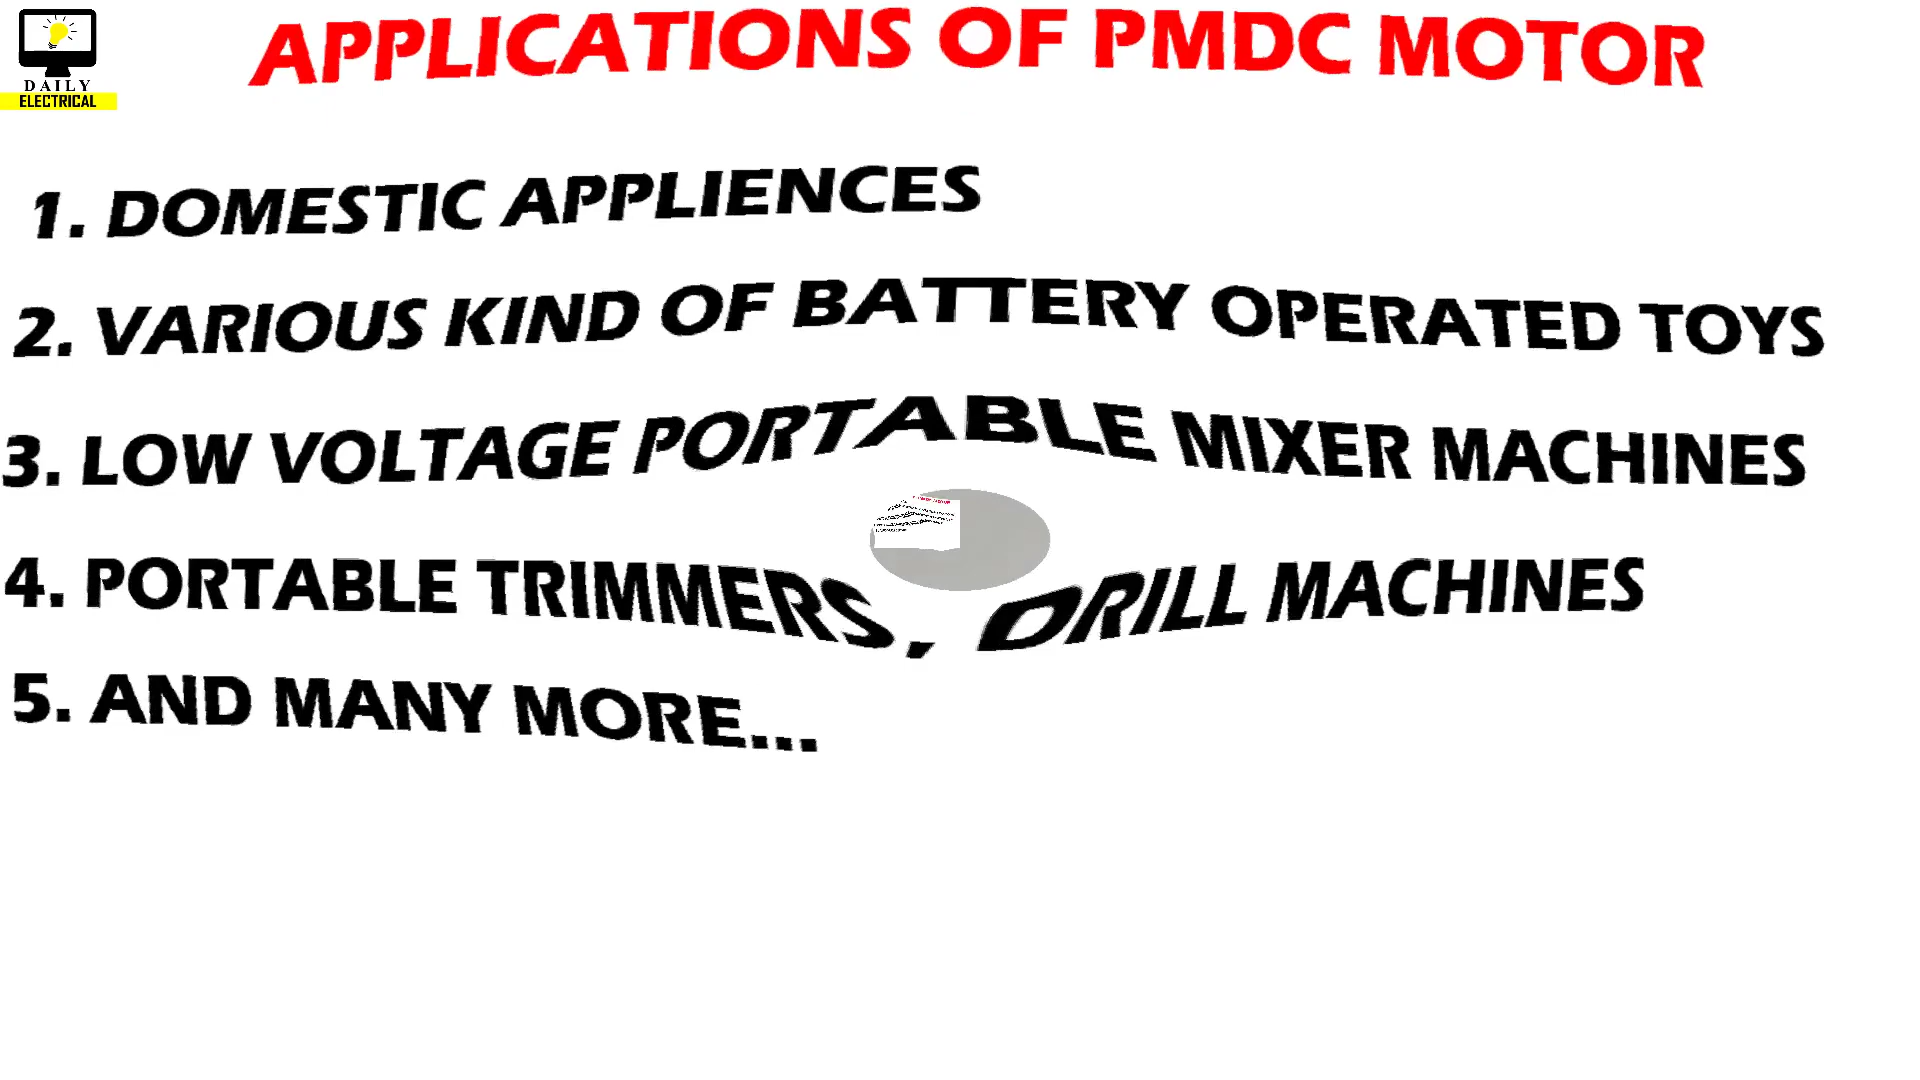 DAILY
ELECTRICAL
APPLICATIONS OF PMDC MOTOR
1. DOMESTIC APPLIENCES
2. VARIOUS KIND OF BATTERY OPERATED TOYS
3. LOW VOLTAGE PORTABLE MIXER MACHINES
4. PORTABLE TRIMMERS, DRILL MACHINES
5. AND MANY MORE...